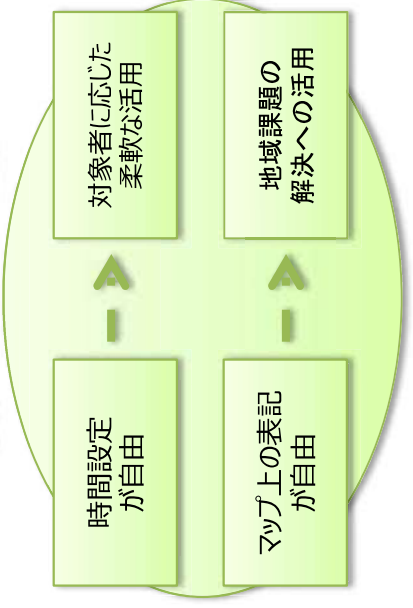 時間設定
が自由
対象者に応じた
柔軟な活用
マップ上の表記
が自由
地域課題の
解決への活用